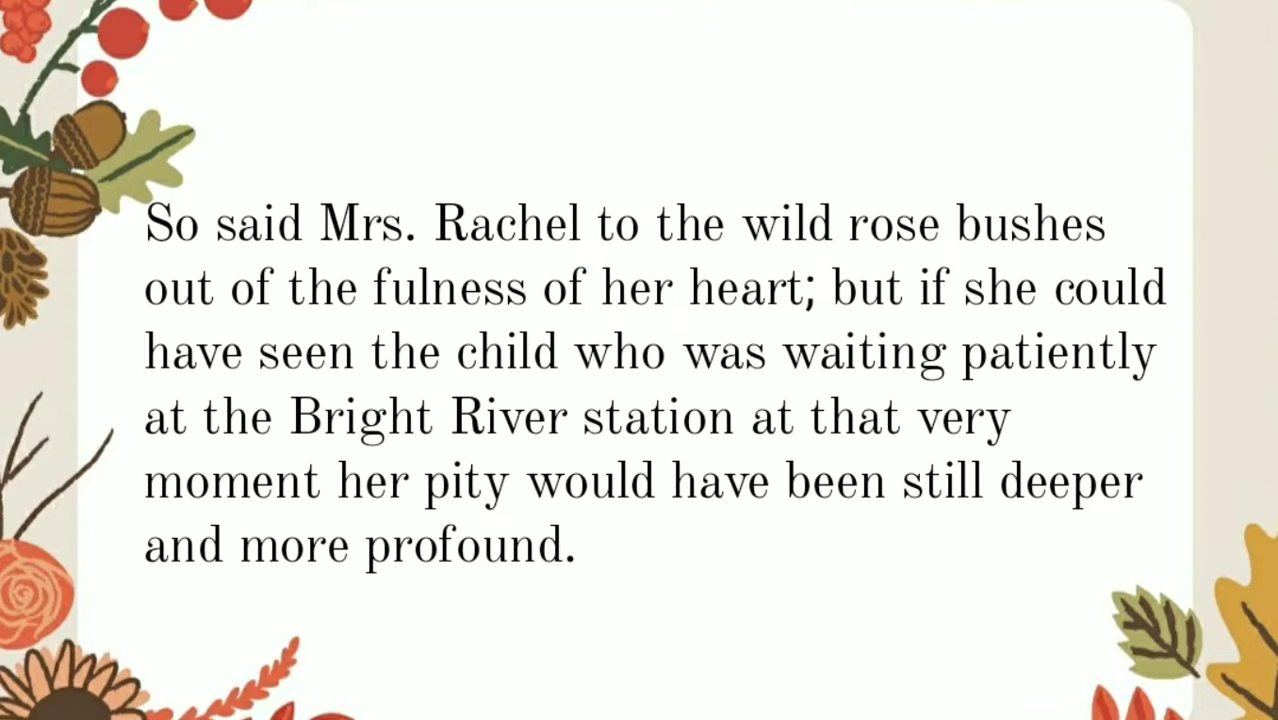 So said Mrs. Rachel to the wild rose bushes
out of the fulness of her heart; but if she could
have seen the child who was waiting patiently
at the Bright River station at that very
moment her pity would have been still deeper
and more profound.